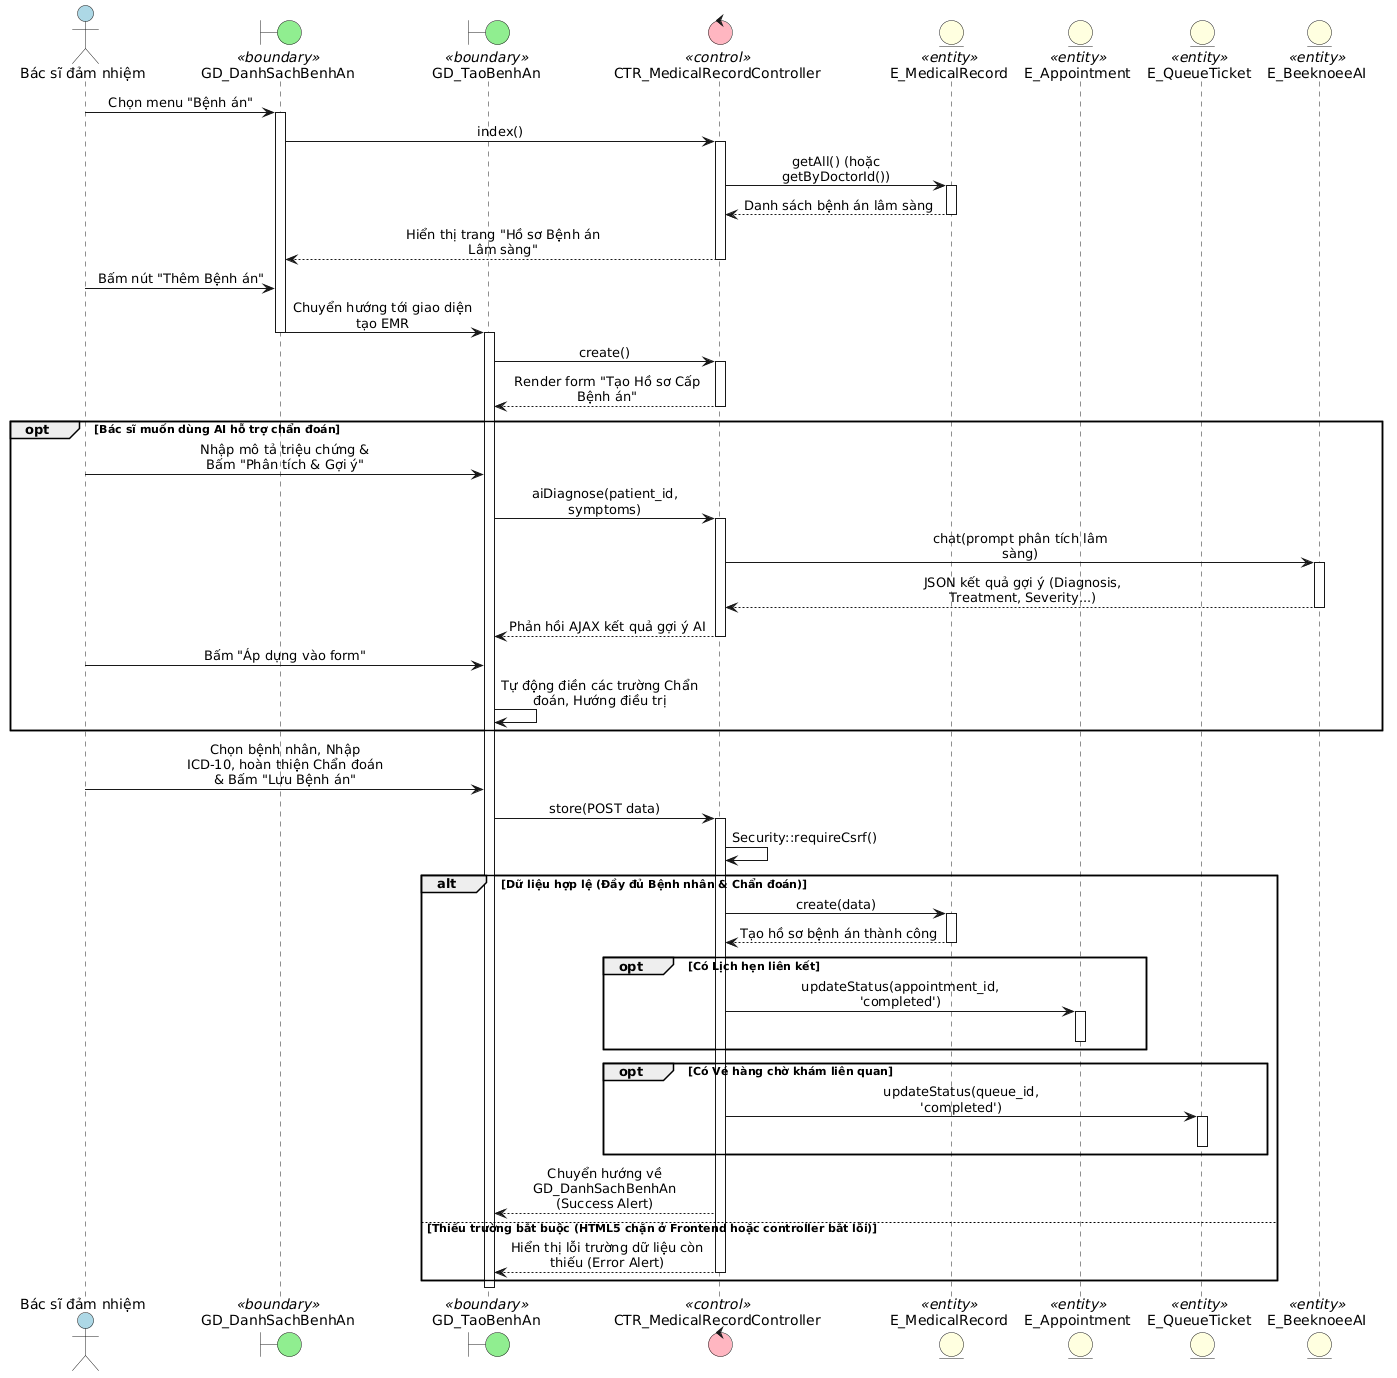 Bác sĩ đảm nhiệm
«boundary»
GD_DanhSachBenhAn
«boundary»
GD_TaoBenhAn
«control»
CTR_MedicalRecordController
«entity»
E_MedicalRecord
«entity»
E_Appointment
«entity»
E_QueueTicket
«entity»
E_BeeknoeeAI
Chọn menu "Bệnh án"
index()
getAll() (hoặc
getByDoctorId())
Danh sách bệnh án lâm sàng
Hiển thị trang "Hồ sơ Bệnh án
Lâm sàng"
Bấm nút "Thêm Bệnh án"
Chuyển hướng tới giao diện
tạo EMR
create()
Render form "Tạo Hồ sơ Cấp
Bệnh án"
opt [Bác sĩ muốn dùng AI hỗ trợ chẩn đoán]
Nhập mô tả triệu chứng &
Bấm "Phân tích & Gợi ý"
aiDiagnose(patient_id,
symptoms)
chat(prompt phân tích lâm
sàng)
JSON kết quả gợi ý (Diagnosis,
Treatment, Severity...)
Phản hồi AJAX kết quả gợi ý AI
Bấm "Áp dụng vào form"
Tự động điền các trường Chẩn
đoán, Hướng điều trị
Chọn bệnh nhân, Nhập
ICD-10, hoàn thiện Chẩn đoán
& Bấm "Lưu Bệnh án"
store(POST data)
Security::requireCsrf()
alt [Dữ liệu hợp lệ (Đầy đủ Bệnh nhân & Chẩn đoán)]
create(data)
Tạo hồ sơ bệnh án thành công
opt [Có Lịch hẹn liên kết]
updateStatus(appointment_id,
'completed')
opt [Có Vé hàng chờ khám liên quan]
updateStatus(queue_id,
'completed')
Chuyển hướng về
GD_DanhSachBenhAn
(Success Alert)
[Thiếu trường bắt buộc (HTML5 chặn ở Frontend hoặc controller bắt lỗi)]
Hiển thị lỗi trường dữ liệu còn
thiếu (Error Alert)
Bác sĩ đảm nhiệm
«boundary»
GD_DanhSachBenhAn
«boundary»
GD_TaoBenhAn
«control»
CTR_MedicalRecordController
«entity»
E_MedicalRecord
«entity»
E_Appointment
«entity»
E_QueueTicket
«entity»
E_BeeknoeeAI